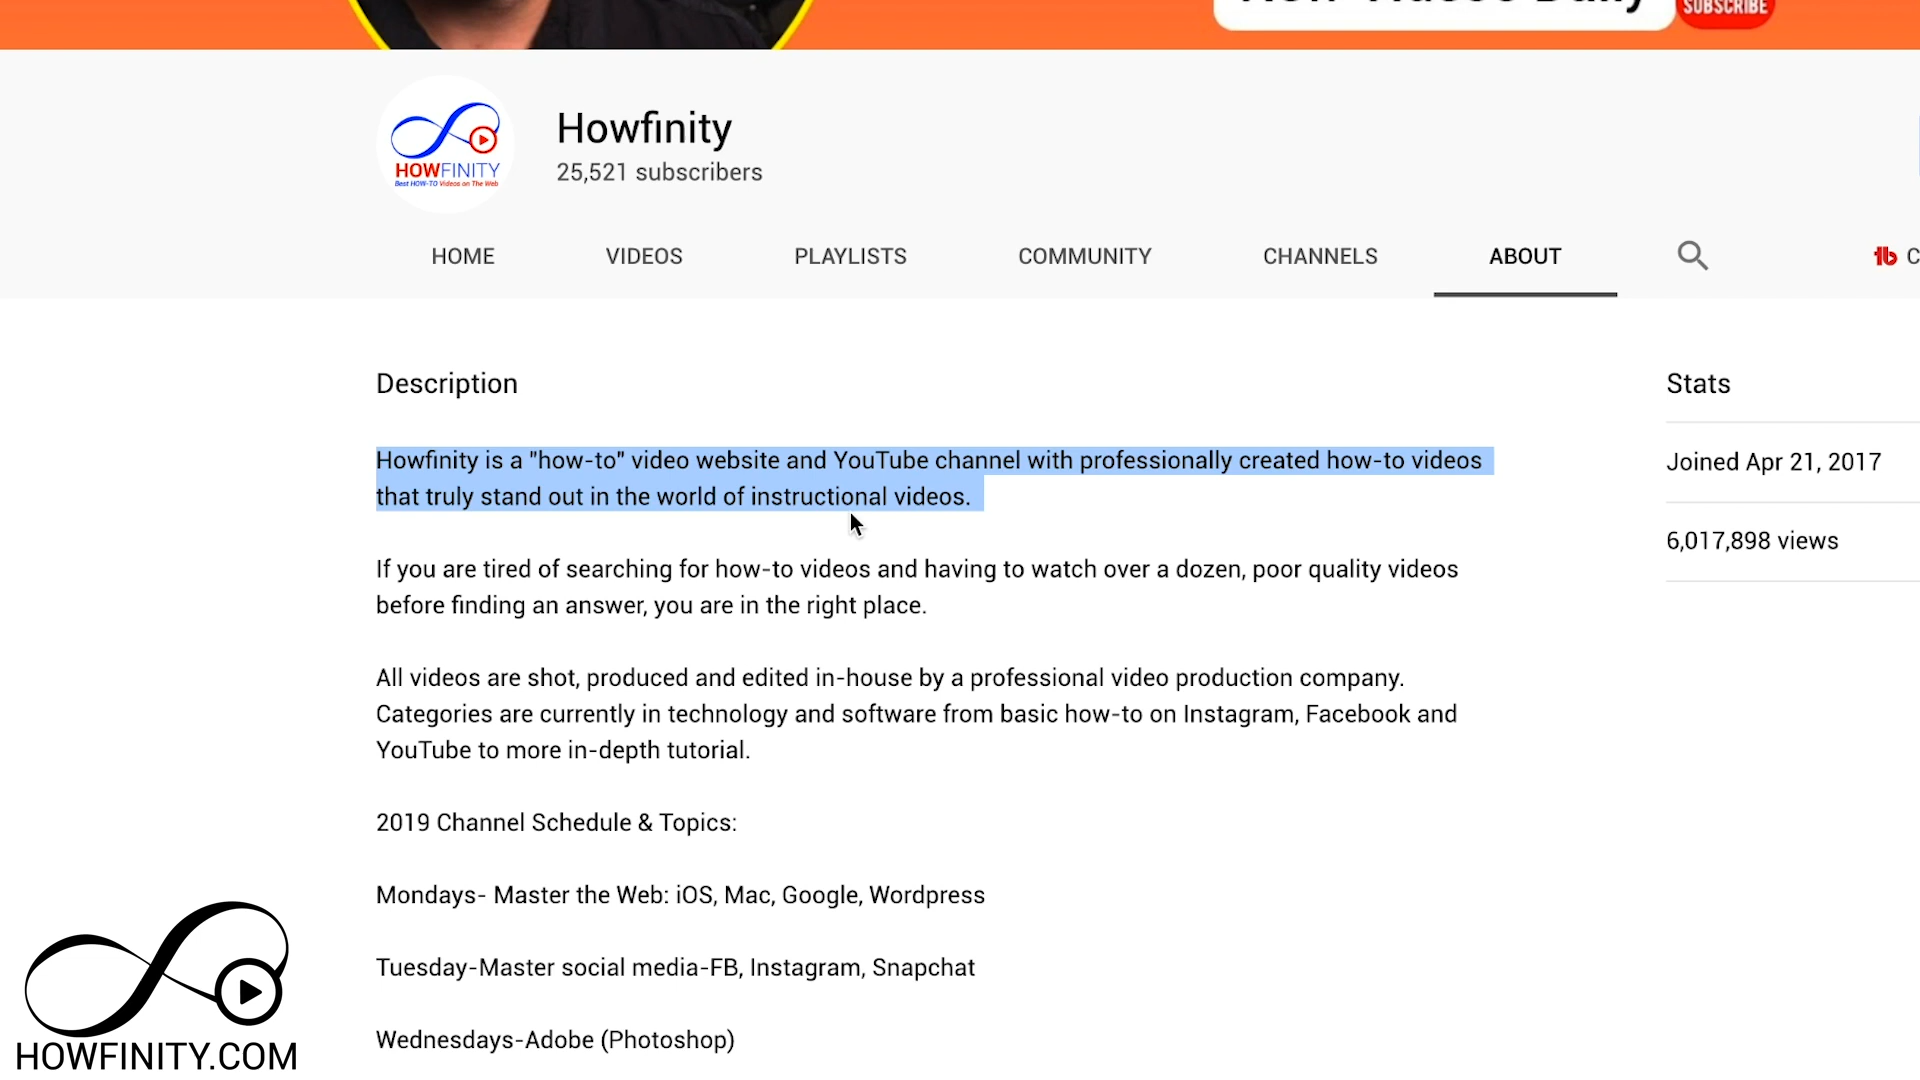 SUBSCRIBE
Howfinity
25,521 subscribers
HOWFINITY
Best HOW-TO Videos on The Web
HOME VIDEOS PLAYLISTS COMMUNITY CHANNELS ABOUT
Description
Stats
Howfinity is a "how-to" video website and YouTube channel with professionally created how-to videos
that truly stand out in the world of instructional videos.
Joined Apr 21, 2017
6,017,898 views
If you are tired of searching for how-to videos and having to watch over a dozen, poor quality videos
before finding an answer, you are in the right place.
All videos are shot, produced and edited in-house by a professional video production company.
Categories are currently in technology and software from basic how-to on Instagram, Facebook and
YouTube to more in-depth tutorial.
2019 Channel Schedule & Topics:
Mondays- Master the Web: iOS, Mac, Google, Wordpress
Tuesday-Master social media-FB, Instagram, Snapchat
Wednesdays-Adobe (Photoshop)
HOWFINITY.COM